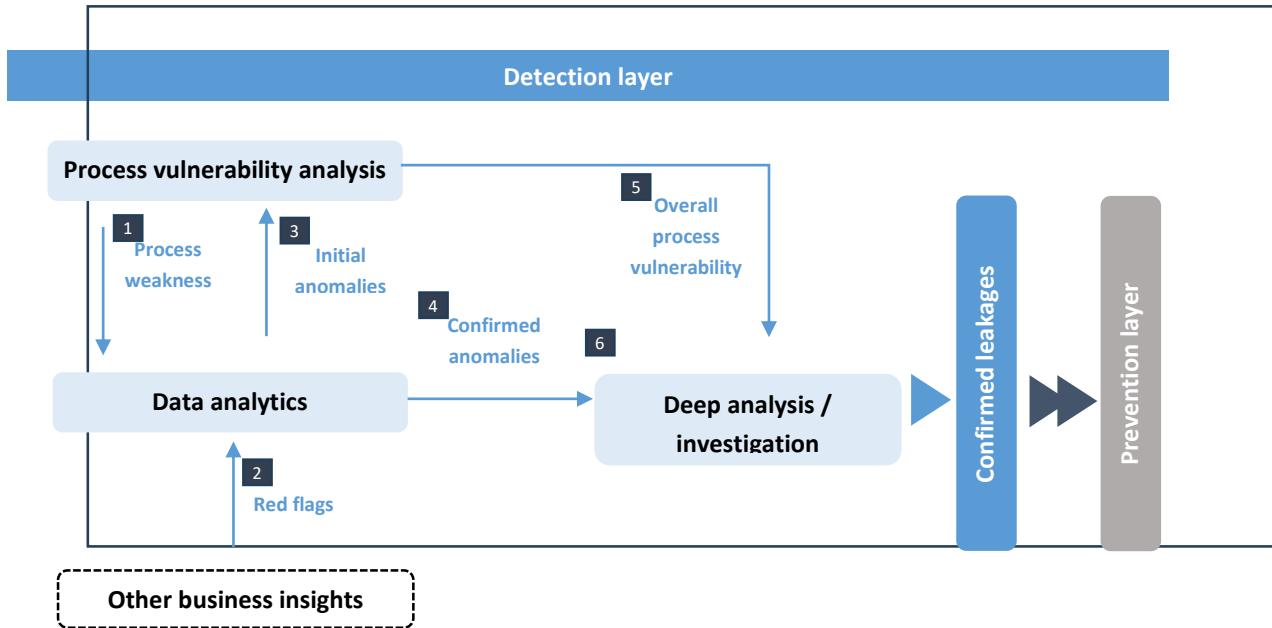 Detection layer
Process vulnerability analysis
1
Process
weakness
3
Initial
anomalies
5
Overall
process
vulnerability
4
Confirmed
anomalies
6
Data analytics
Deep analysis /
investigation
2
Red flags
Confirmed leakages
Prevention layer
Other business insights